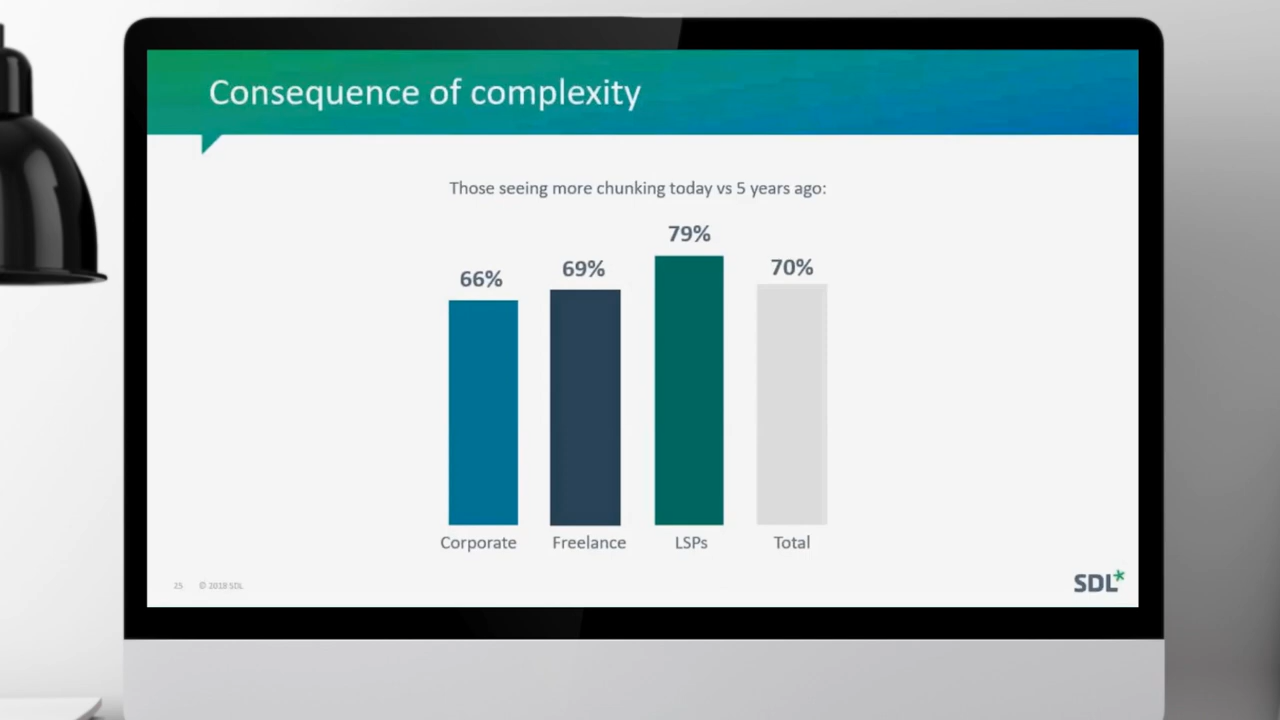 Consequence of complexity
Those seeing more chunking today vs 5 years ago:
79%
66% 69% 70%
Corporate Freelance LSPs Total
25 © 2018 SDL
SDL*